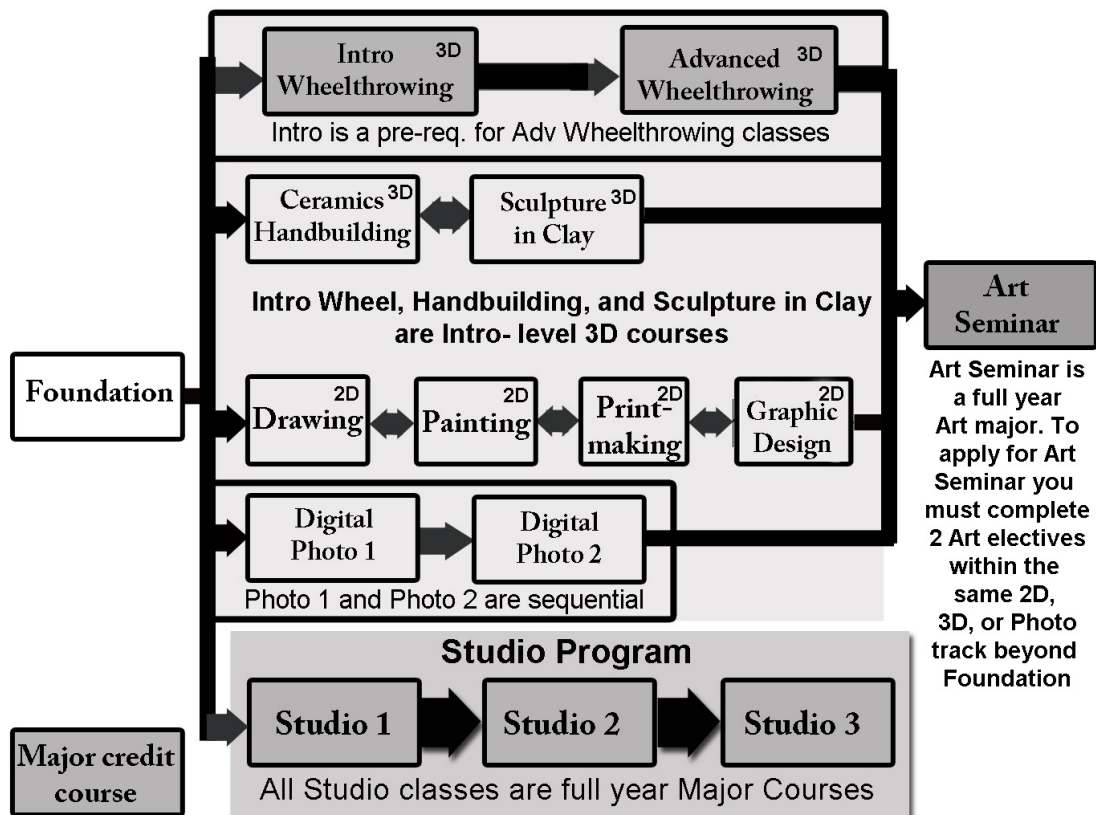 Intro 3D
Wheelthrowing
Advanced 3D
Wheelthrowing
Intro is a pre-req. for Adv Wheelthrowing classes
Ceramics 3D
Handbuilding
Sculpture 3D
in Clay
Intro Wheel, Handbuilding, and Sculpture in Clay
are Intro- level 3D courses
Art
Seminar
Art Seminar is
a full year
Art major. To
apply for Art
Seminar you
must complete
2 Art electives
within the
same 2D,
3D, or Photo
track beyond
Foundation
Foundation
2D
Drawing
2D
Painting
2D
Print-
making
2D
Graphic
Design
Digital
Photo 1
Digital
Photo 2
Photo 1 and Photo 2 are sequential
Studio Program
Studio 1
Studio 2
Studio 3
All Studio classes are full year Major Courses
Major credit
course